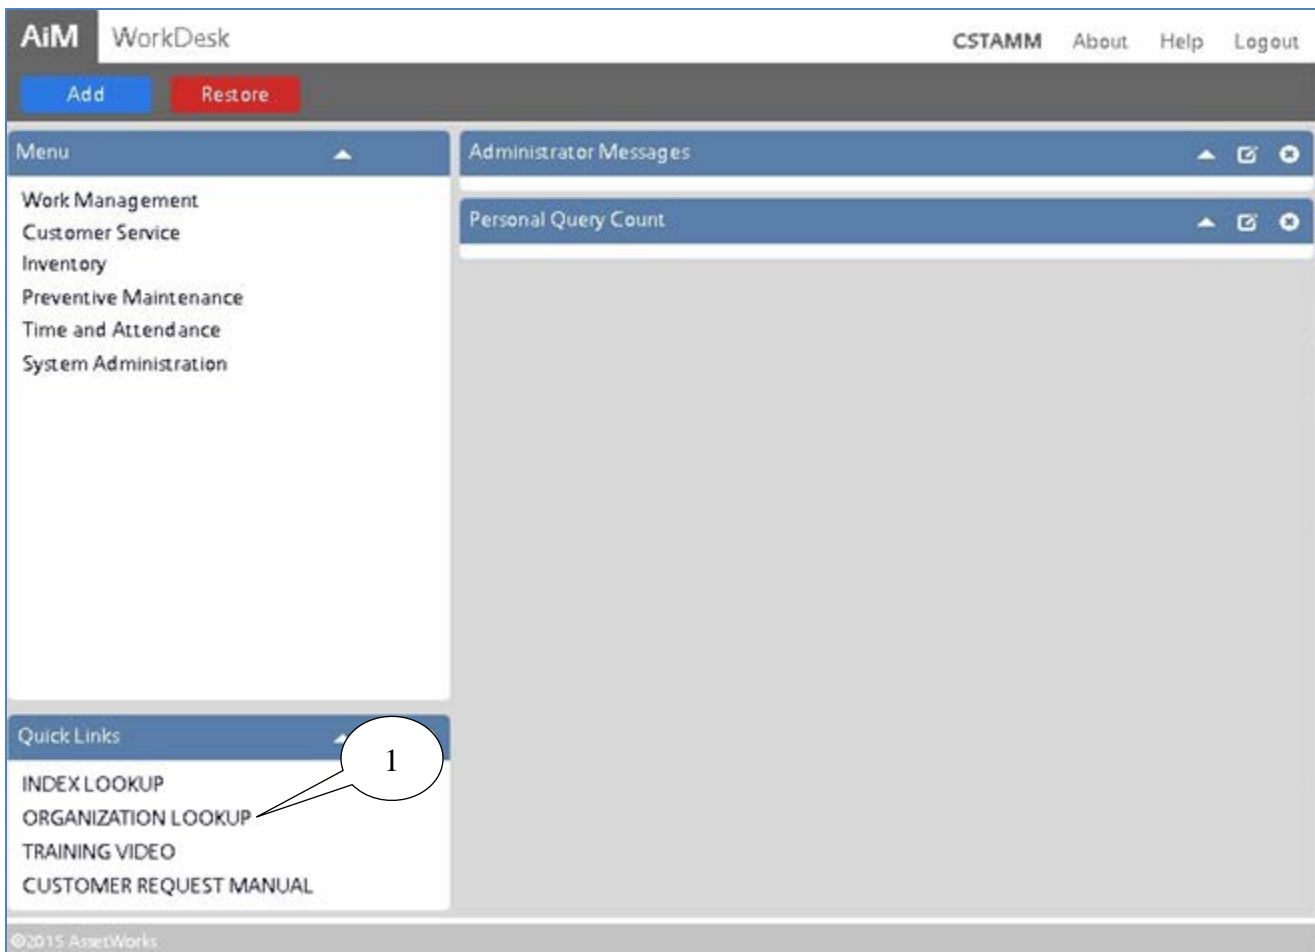 AiM WorkDesk CSTAMM About Help Logout
Add Restore
Menu
Work Management
Customer Service
Inventory
Preventive Maintenance
Time and Attendance
System Administration
Administrator Messages
Personal Query Count
Quick Links
1
INDEX LOOKUP
ORGANIZATION LOOKUP
TRAINING VIDEO
CUSTOMER REQUEST MANUAL
©2015 AssetWorks